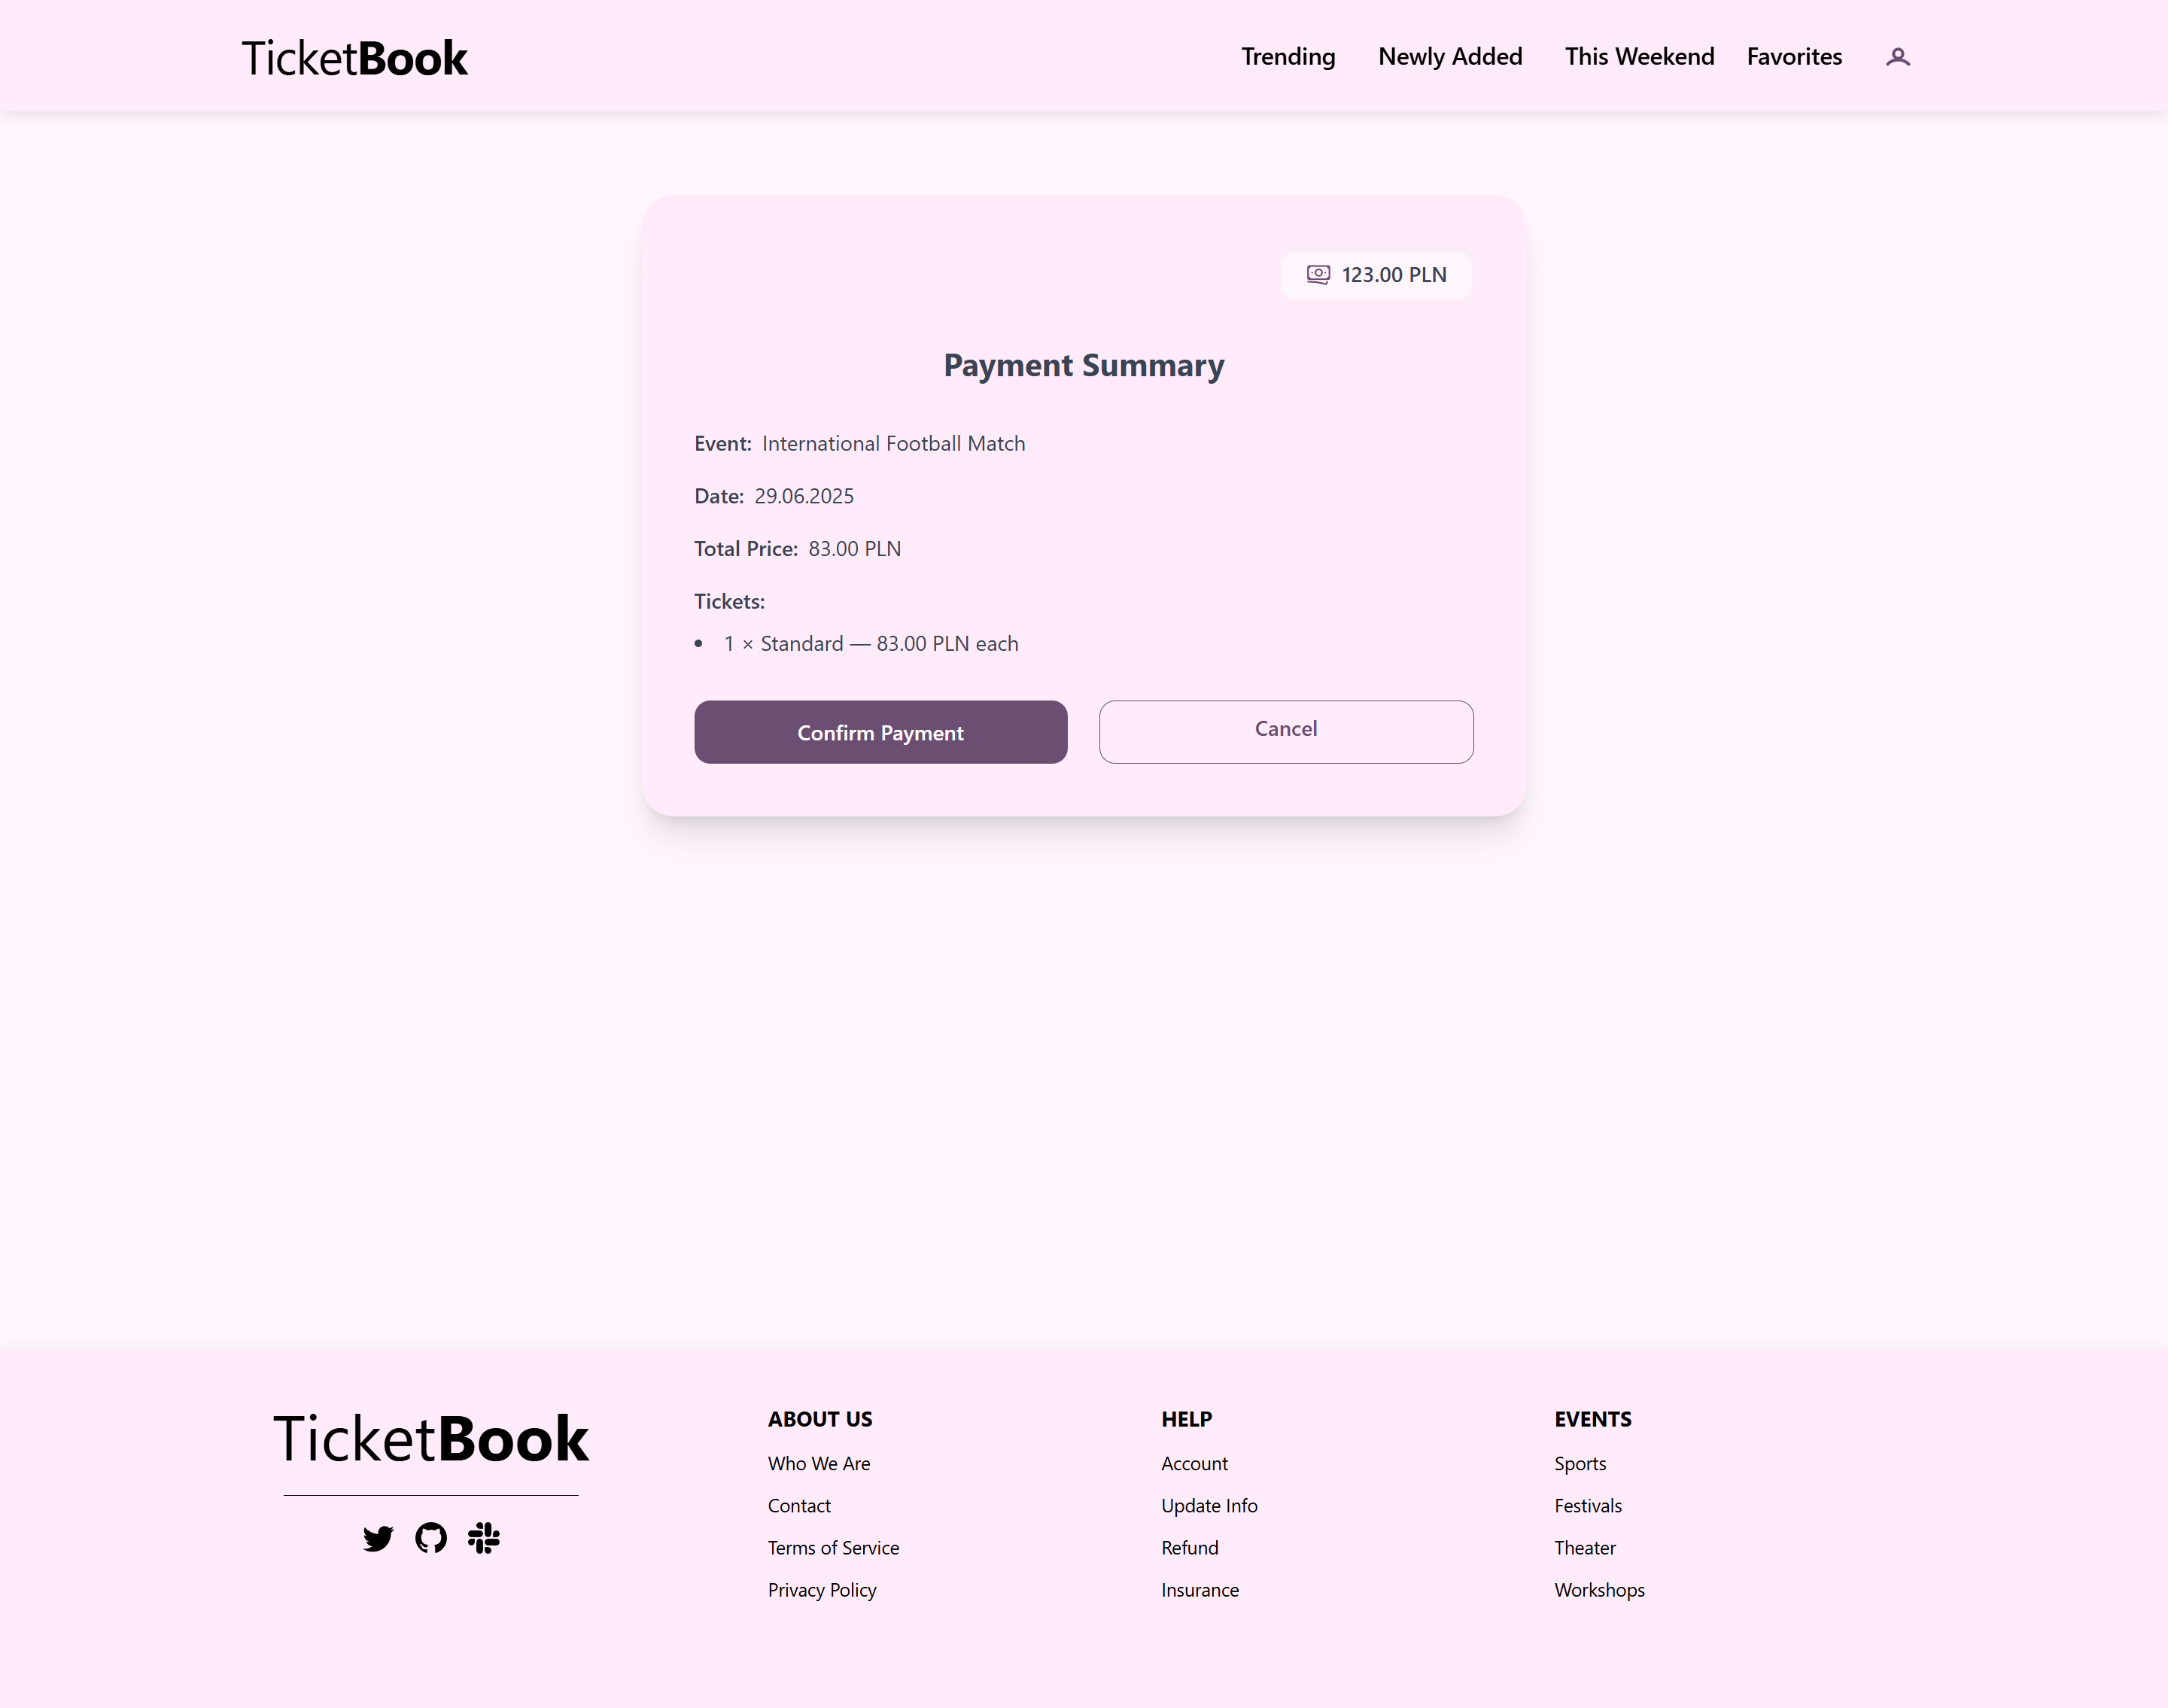 TicketBook
Trending Newly Added This Weekend Favorites
123.00 PLN
Payment Summary
Event: International Football Match
Date: 29.06.2025
Total Price: 83.00 PLN
Tickets:
• 1 × Standard — 83.00 PLN each
Confirm Payment
Cancel
TicketBook
ABOUT US
Who We Are
Contact
Terms of Service
Privacy Policy
HELP
Account
Update Info
Refund
Insurance
EVENTS
Sports
Festivals
Theater
Workshops